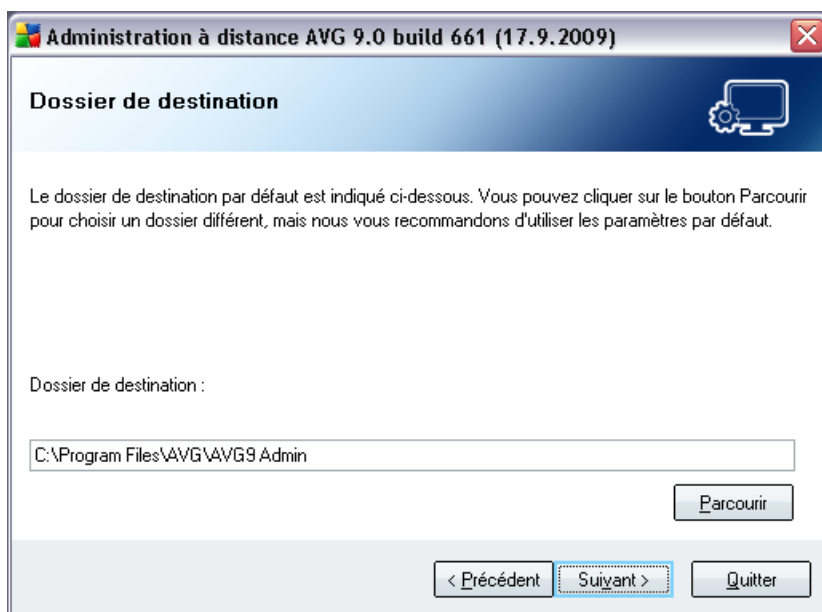 Administration à distance AVG 9.0 build 661 (17.9.2009)
Dossier de destination
Le dossier de destination par défaut est indiqué ci-dessous. Vous pouvez cliquer sur le bouton Parcourir
pour choisir un dossier différent, mais nous vous recommandons d'utiliser les paramètres par défaut.
Dossier de destination :
C:\Program Files\AVG\AVG9 Admin
Parcourir
< Précédent
Suivant >
Quitter